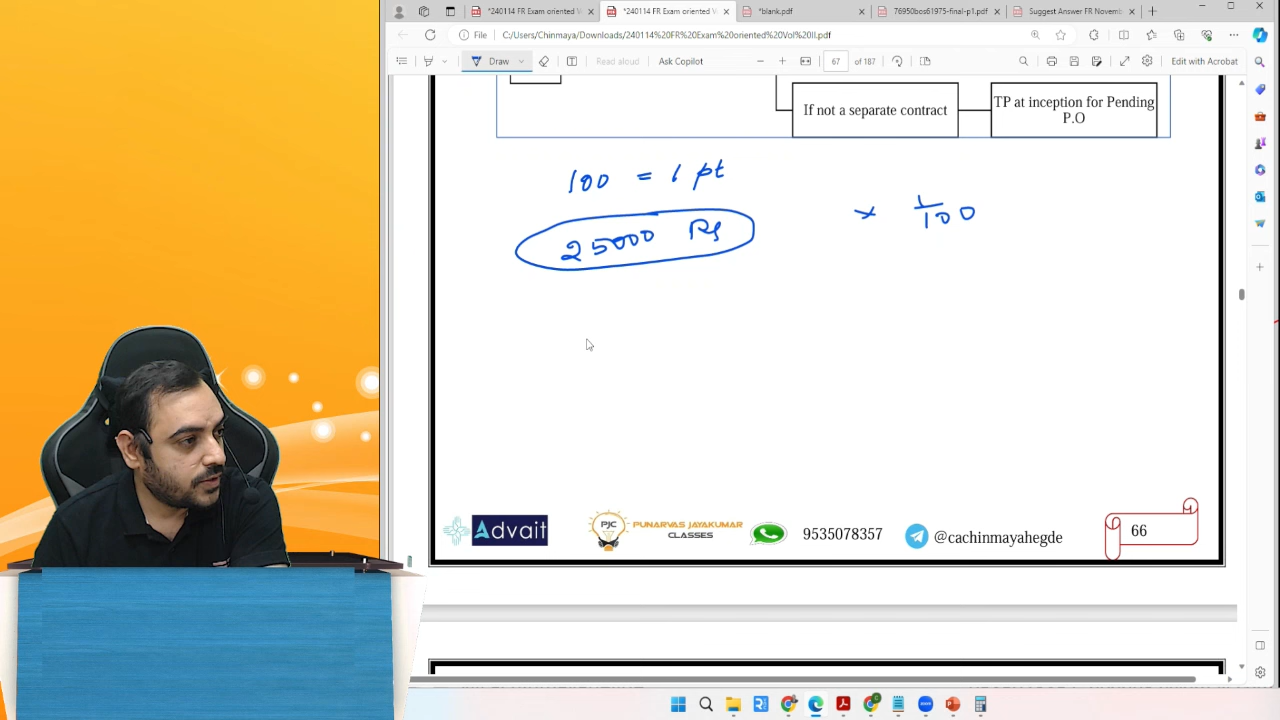 *240114 FR Exam oriented V
*240114 FR Exam oriented V
*blank.pdf
76950bos61975-final-p1.pdf
Suggest Answer FR Novemb
File
C:/Users/Chinmaya/Downloads/240114%20FR%20Exam%20oriented%20Vol%20II.pdf
Draw
Read aloud
Ask Copilot
67 of 187
Edit with Acrobat
If not a separate contract
TP at inception for Pending
P.O
100 = 1 pt
25000 Rs
x 1/100
Advait
PJC
PUNARVAS JAYAKUMAR
CLASSES
9535078357
@cachinmayahegde
66